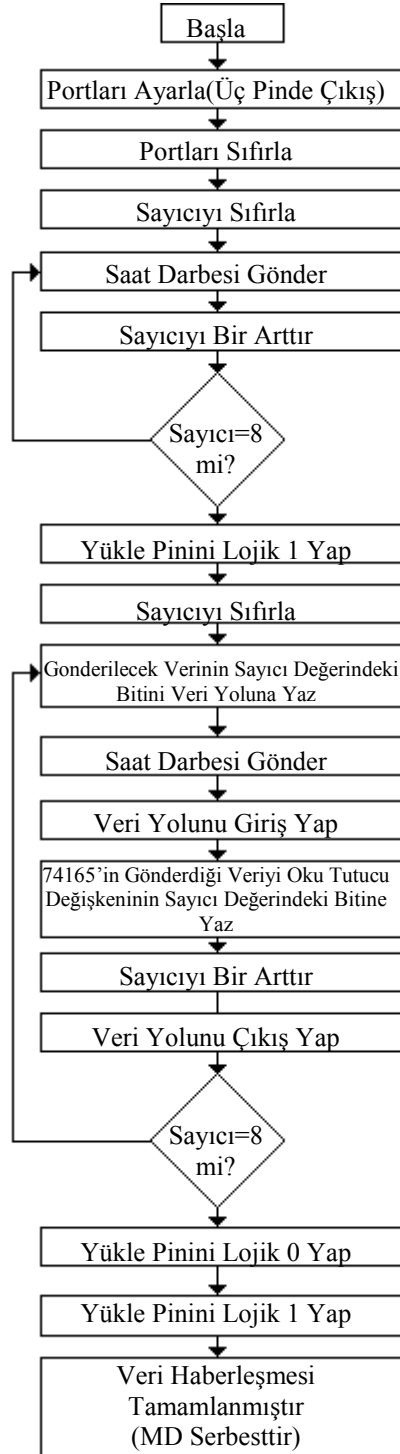 Başla
Portları Ayarla(Üç Pinde Çıkış)
Portları Sıfırla
Sayıcıyı Sıfırla
Saat Darbesi Gönder
Sayıcıyı Bir Arttır
Sayıcı=8
mi?
Yükle Pinini Lojik 1 Yap
Sayıcıyı Sıfırla
Gonderilecek Verinin Sayıcı Değerindeki
Bitini Veri Yoluna Yaz
Saat Darbesi Gönder
Veri Yolunu Giriş Yap
74165’in Gönderdiği Veriyi Oku Tutucu
Değişkeninin Sayıcı Değerindeki Bitine
Yaz
Sayıcıyı Bir Arttır
Veri Yolunu Çıkış Yap
Sayıcı=8
mi?
Yükle Pinini Lojik 0 Yap
Yükle Pinini Lojik 1 Yap
Veri Haberleşmesi
Tamamlanmıştır
(MD Serbesttir)